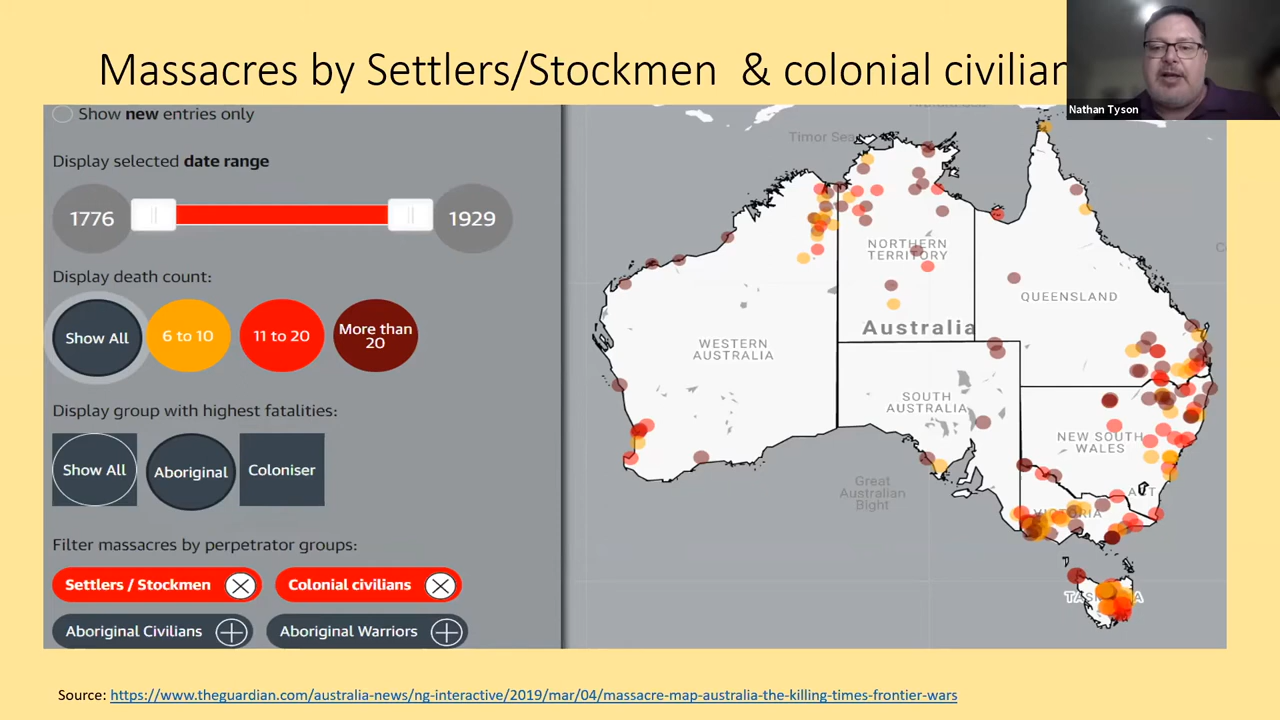 Massacres by Settlers/Stockmen & colonial civilian
Nathan Tyson
Show new entries only
Display selected date range
1776
1929
Display death count:
Show All
6 to 10
11 to 20
More than
20
Display group with highest fatalities:
Show All
Aboriginal
Coloniser
Filter massacres by perpetrator groups:
Settlers / Stockmen
Colonial civilians
Aboriginal Civilians
Aboriginal Warriors
Timor Sea
NORTHERN
TERRITORY
QUEENSLAND
Australia
WESTERN
AUSTRALIA
SOUTH
AUSTRALIA
NEW SOUTH
WALES
Great
Australian
Bight
ACT
VICTORIA
TASMANIA
Source: https://www.theguardian.com/australia-news/ng-interactive/2019/mar/04/massacre-map-australia-the-killing-times-frontier-wars